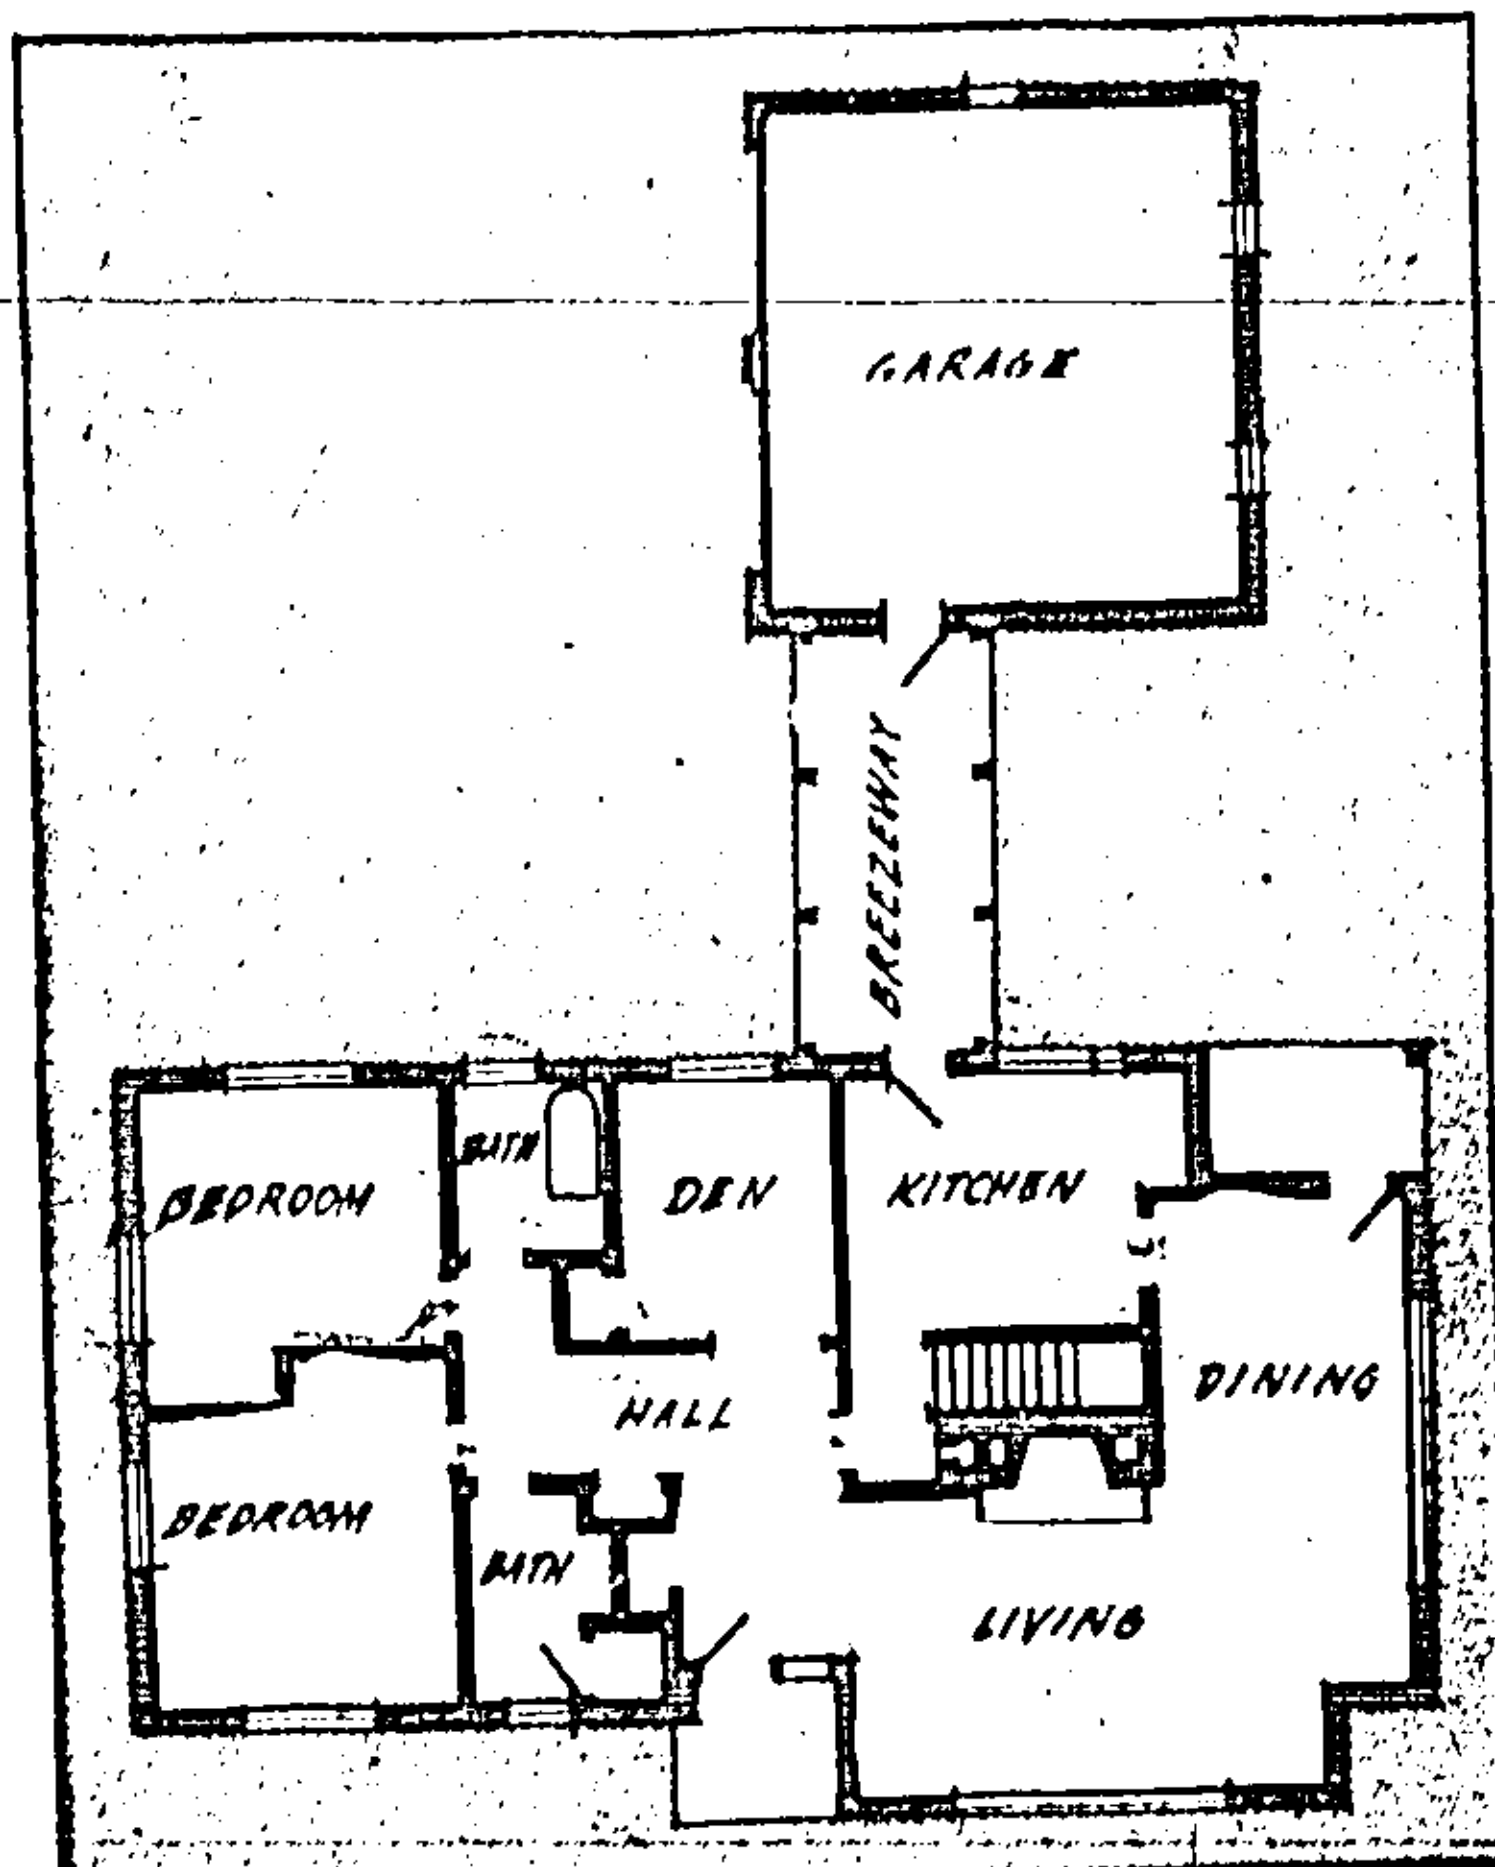 GARAGE
BREEZEWAY
BEDROOM
BATH
DEN
KITCHEN
HALL
DINING
BEDROOM
BATH
LIVING